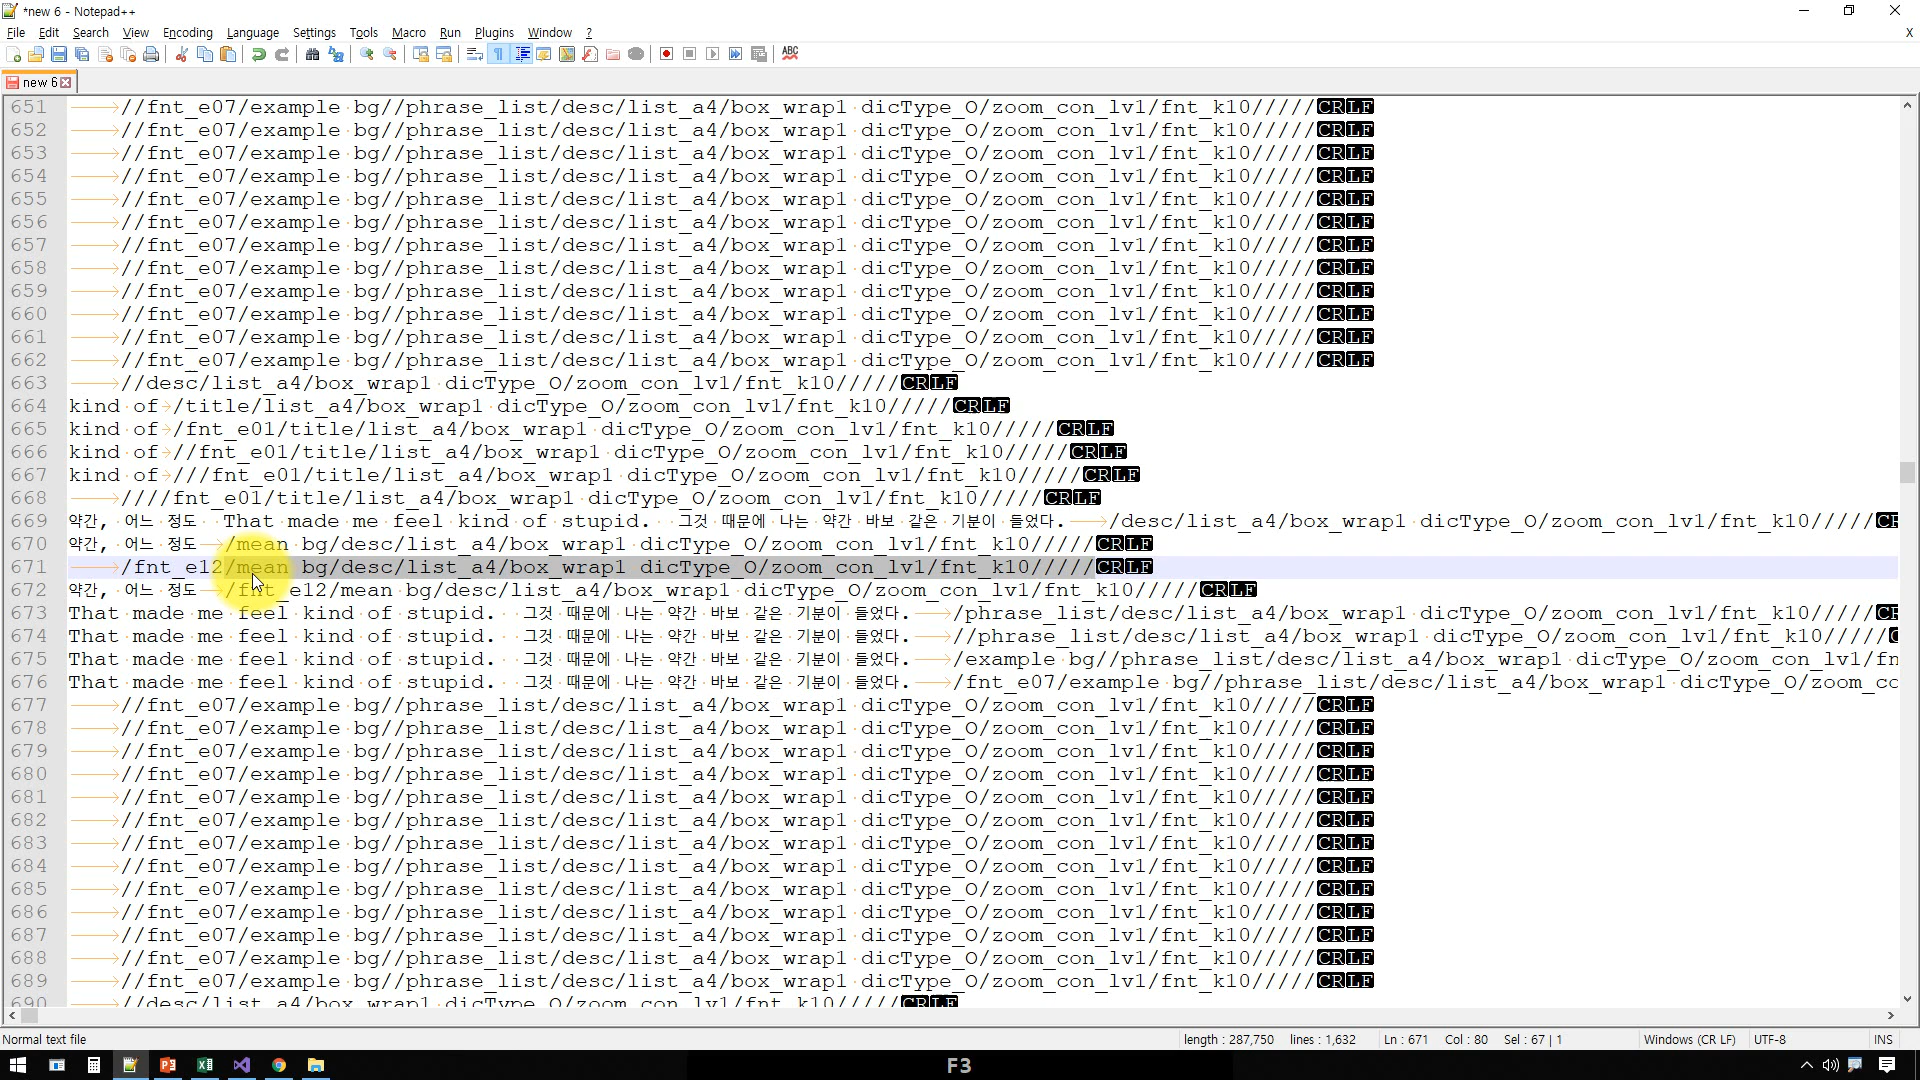 *new 6 - Notepad++
File Edit Search View Encoding Language Settings Tools Macro Run Plugins Window ? X
new 6
651 //fnt_e07/example bg//phrase_list/desc/list_a4/box_wrap1 dicType_O/zoom_con_lv1/fnt_k10/////CRLF
652 //fnt_e07/example bg//phrase_list/desc/list_a4/box_wrap1 dicType_O/zoom_con_lv1/fnt_k10/////CRLF
653 //fnt_e07/example bg//phrase_list/desc/list_a4/box_wrap1 dicType_O/zoom_con_lv1/fnt_k10/////CRLF
654 //fnt_e07/example bg//phrase_list/desc/list_a4/box_wrap1 dicType_O/zoom_con_lv1/fnt_k10/////CRLF
655 //fnt_e07/example bg//phrase_list/desc/list_a4/box_wrap1 dicType_O/zoom_con_lv1/fnt_k10/////CRLF
656 //fnt_e07/example bg//phrase_list/desc/list_a4/box_wrap1 dicType_O/zoom_con_lv1/fnt_k10/////CRLF
657 //fnt_e07/example bg//phrase_list/desc/list_a4/box_wrap1 dicType_O/zoom_con_lv1/fnt_k10/////CRLF
658 //fnt_e07/example bg//phrase_list/desc/list_a4/box_wrap1 dicType_O/zoom_con_lv1/fnt_k10/////CRLF
659 //fnt_e07/example bg//phrase_list/desc/list_a4/box_wrap1 dicType_O/zoom_con_lv1/fnt_k10/////CRLF
660 //fnt_e07/example bg//phrase_list/desc/list_a4/box_wrap1 dicType_O/zoom_con_lv1/fnt_k10/////CRLF
661 //fnt_e07/example bg//phrase_list/desc/list_a4/box_wrap1 dicType_O/zoom_con_lv1/fnt_k10/////CRLF
662 //fnt_e07/example bg//phrase_list/desc/list_a4/box_wrap1 dicType_O/zoom_con_lv1/fnt_k10/////CRLF
663 //desc/list_a4/box_wrap1 dicType_O/zoom_con_lv1/fnt_k10/////CRLF
664 kind of /title/list_a4/box_wrap1 dicType_O/zoom_con_lv1/fnt_k10/////CRLF
665 kind of /fnt_e01/title/list_a4/box_wrap1 dicType_O/zoom_con_lv1/fnt_k10/////CRLF
666 kind of //fnt_e01/title/list_a4/box_wrap1 dicType_O/zoom_con_lv1/fnt_k10/////CRLF
667 kind of ///fnt_e01/title/list_a4/box_wrap1 dicType_O/zoom_con_lv1/fnt_k10/////CRLF
668 ////fnt_e01/title/list_a4/box_wrap1 dicType_O/zoom_con_lv1/fnt_k10/////CRLF
669 약간, 어느 정도  That made me feel kind of stupid.  그것 때문에 나는 약간 바보 같은 기분이 들었다. /desc/list_a4/box_wrap1 dicType_O/zoom_con_lv1/fnt_k10/////CR
670 약간, 어느 정도 /mean bg/desc/list_a4/box_wrap1 dicType_O/zoom_con_lv1/fnt_k10/////CRLF
671 /fnt_e12/mean bg/desc/list_a4/box_wrap1 dicType_O/zoom_con_lv1/fnt_k10/////CRLF
672 약간, 어느 정도 /fnt_e12/mean bg/desc/list_a4/box_wrap1 dicType_O/zoom_con_lv1/fnt_k10/////CRLF
673 That made me feel kind of stupid.  그것 때문에 나는 약간 바보 같은 기분이 들었다. /phrase_list/desc/list_a4/box_wrap1 dicType_O/zoom_con_lv1/fnt_k10/////CR
674 That made me feel kind of stupid.  그것 때문에 나는 약간 바보 같은 기분이 들었다. //phrase_list/desc/list_a4/box_wrap1 dicType_O/zoom_con_lv1/fnt_k10/////C
675 That made me feel kind of stupid.  그것 때문에 나는 약간 바보 같은 기분이 들었다. /example bg//phrase_list/desc/list_a4/box_wrap1 dicType_O/zoom_con_lv1/fn
676 That made me feel kind of stupid.  그것 때문에 나는 약간 바보 같은 기분이 들었다. /fnt_e07/example bg//phrase_list/desc/list_a4/box_wrap1 dicType_O/zoom_co
677 //fnt_e07/example bg//phrase_list/desc/list_a4/box_wrap1 dicType_O/zoom_con_lv1/fnt_k10/////CRLF
678 //fnt_e07/example bg//phrase_list/desc/list_a4/box_wrap1 dicType_O/zoom_con_lv1/fnt_k10/////CRLF
679 //fnt_e07/example bg//phrase_list/desc/list_a4/box_wrap1 dicType_O/zoom_con_lv1/fnt_k10/////CRLF
680 //fnt_e07/example bg//phrase_list/desc/list_a4/box_wrap1 dicType_O/zoom_con_lv1/fnt_k10/////CRLF
681 //fnt_e07/example bg//phrase_list/desc/list_a4/box_wrap1 dicType_O/zoom_con_lv1/fnt_k10/////CRLF
682 //fnt_e07/example bg//phrase_list/desc/list_a4/box_wrap1 dicType_O/zoom_con_lv1/fnt_k10/////CRLF
683 //fnt_e07/example bg//phrase_list/desc/list_a4/box_wrap1 dicType_O/zoom_con_lv1/fnt_k10/////CRLF
684 //fnt_e07/example bg//phrase_list/desc/list_a4/box_wrap1 dicType_O/zoom_con_lv1/fnt_k10/////CRLF
685 //fnt_e07/example bg//phrase_list/desc/list_a4/box_wrap1 dicType_O/zoom_con_lv1/fnt_k10/////CRLF
686 //fnt_e07/example bg//phrase_list/desc/list_a4/box_wrap1 dicType_O/zoom_con_lv1/fnt_k10/////CRLF
687 //fnt_e07/example bg//phrase_list/desc/list_a4/box_wrap1 dicType_O/zoom_con_lv1/fnt_k10/////CRLF
688 //fnt_e07/example bg//phrase_list/desc/list_a4/box_wrap1 dicType_O/zoom_con_lv1/fnt_k10/////CRLF
689 //fnt_e07/example bg//phrase_list/desc/list_a4/box_wrap1 dicType_O/zoom_con_lv1/fnt_k10/////CRLF
690 //desc/list_a4/box_wrap1 dicType_O/zoom_con_lv1/fnt_k10/////CRLF
Normal text file length : 287,750 lines : 1,632 Ln : 671 Col : 80 Sel : 67 | 1 Windows (CR LF) UTF-8 INS
F3